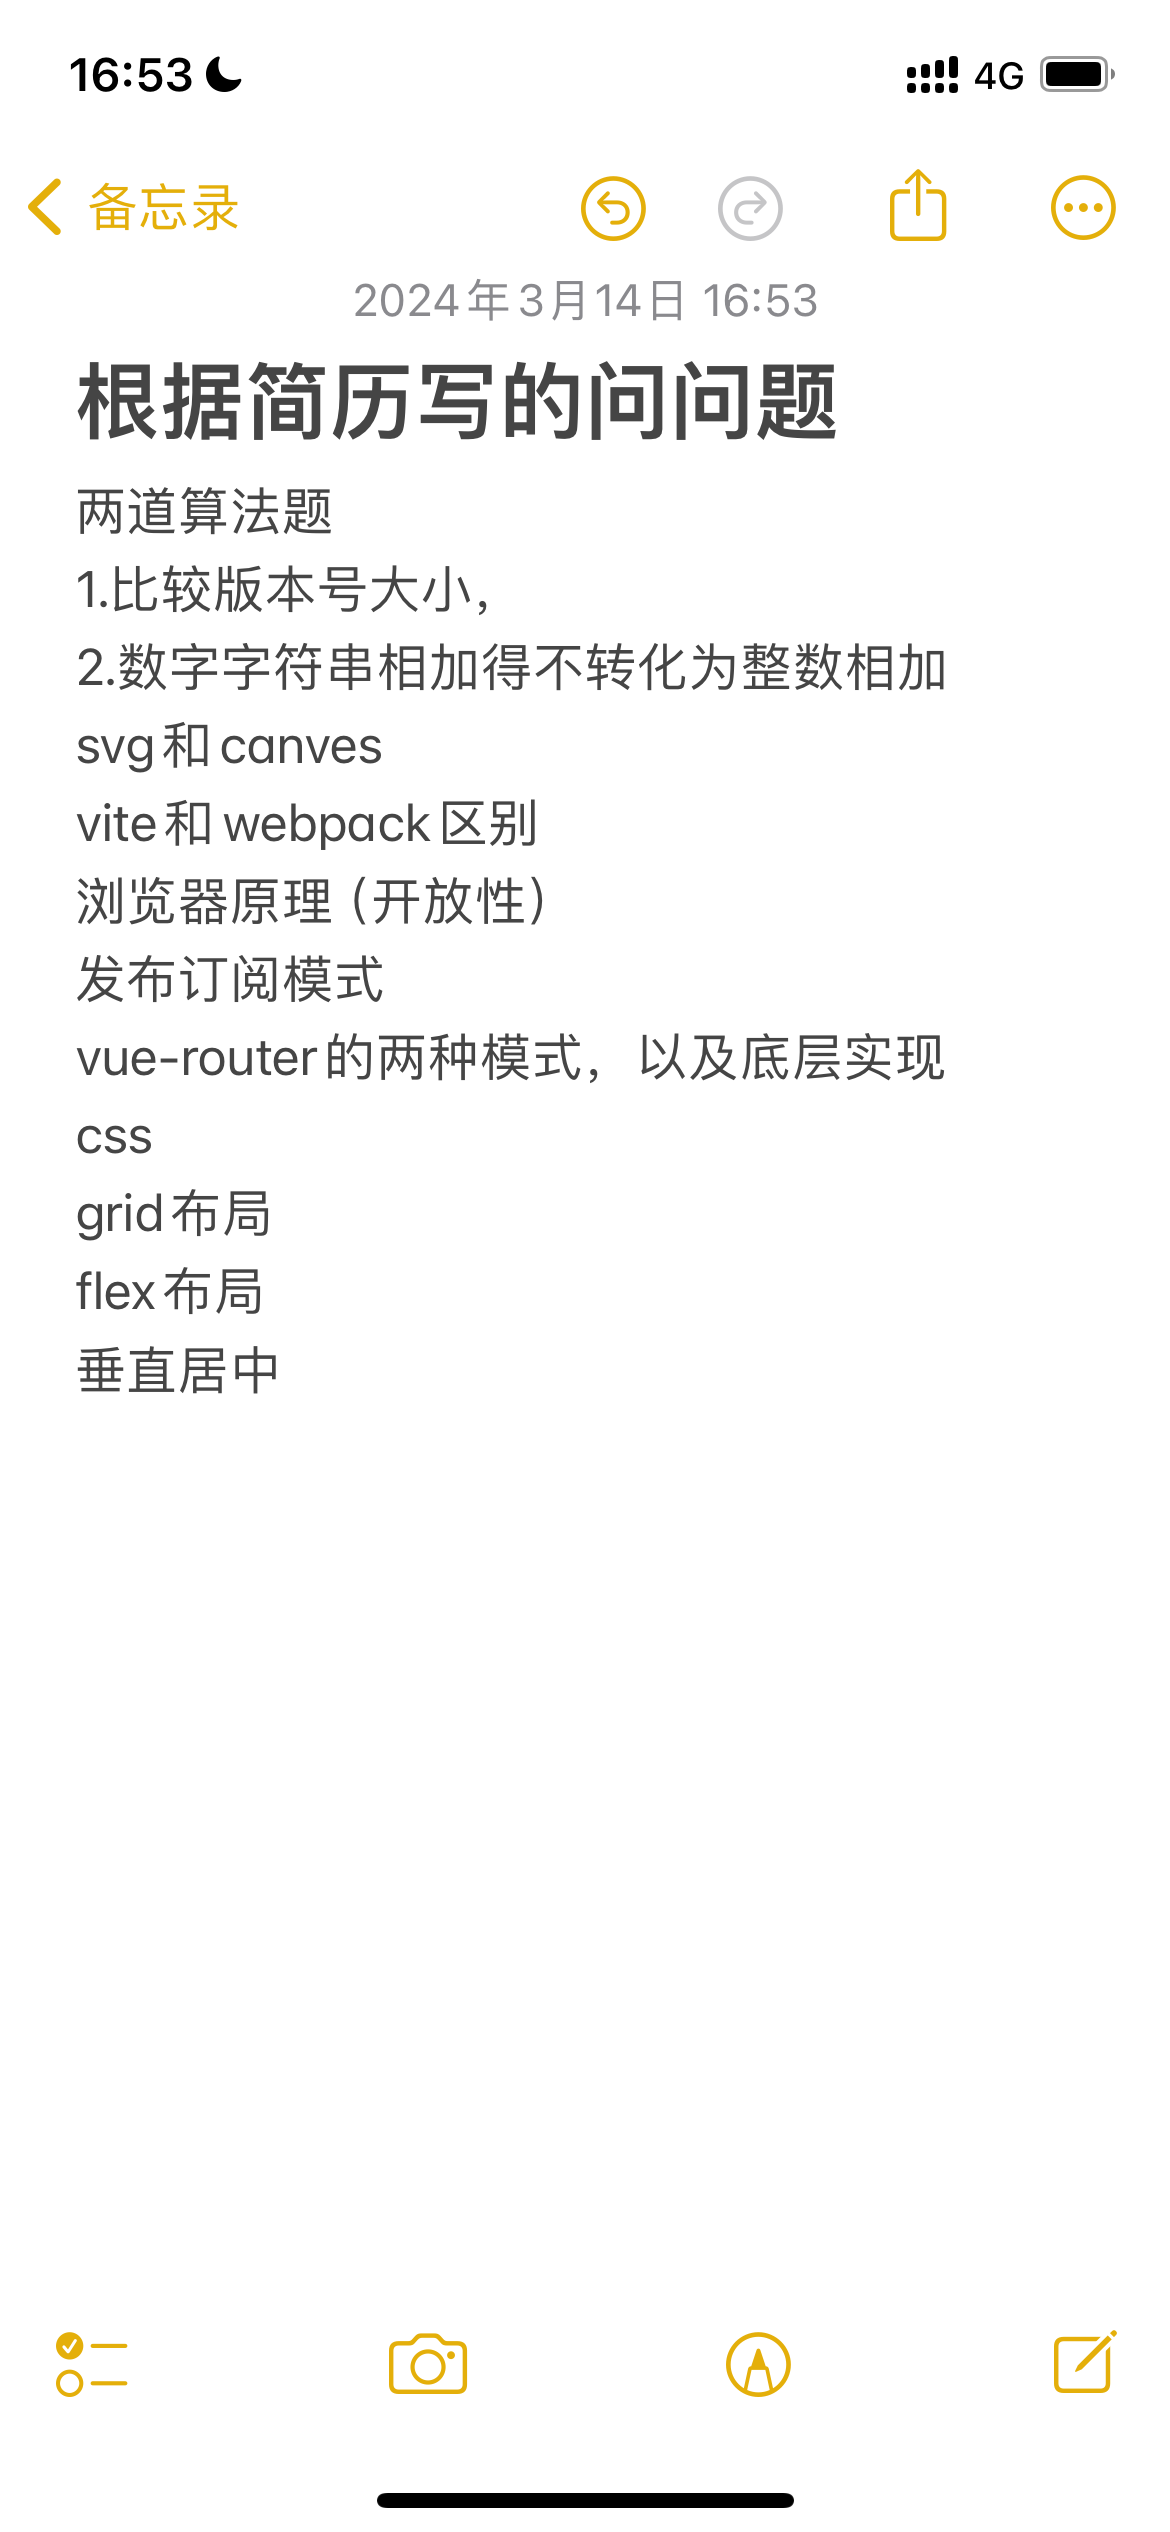 16:53
4G
备忘录
2024年3月14日 16:53
根据简历写的问问题
两道算法题
1.比较版本号大小，
2.数字字符串相加得不转化为整数相加
svg和canves
vite和webpack区别
浏览器原理（开放性）
发布订阅模式
vue-router的两种模式，以及底层实现
css
grid布局
flex布局
垂直居中